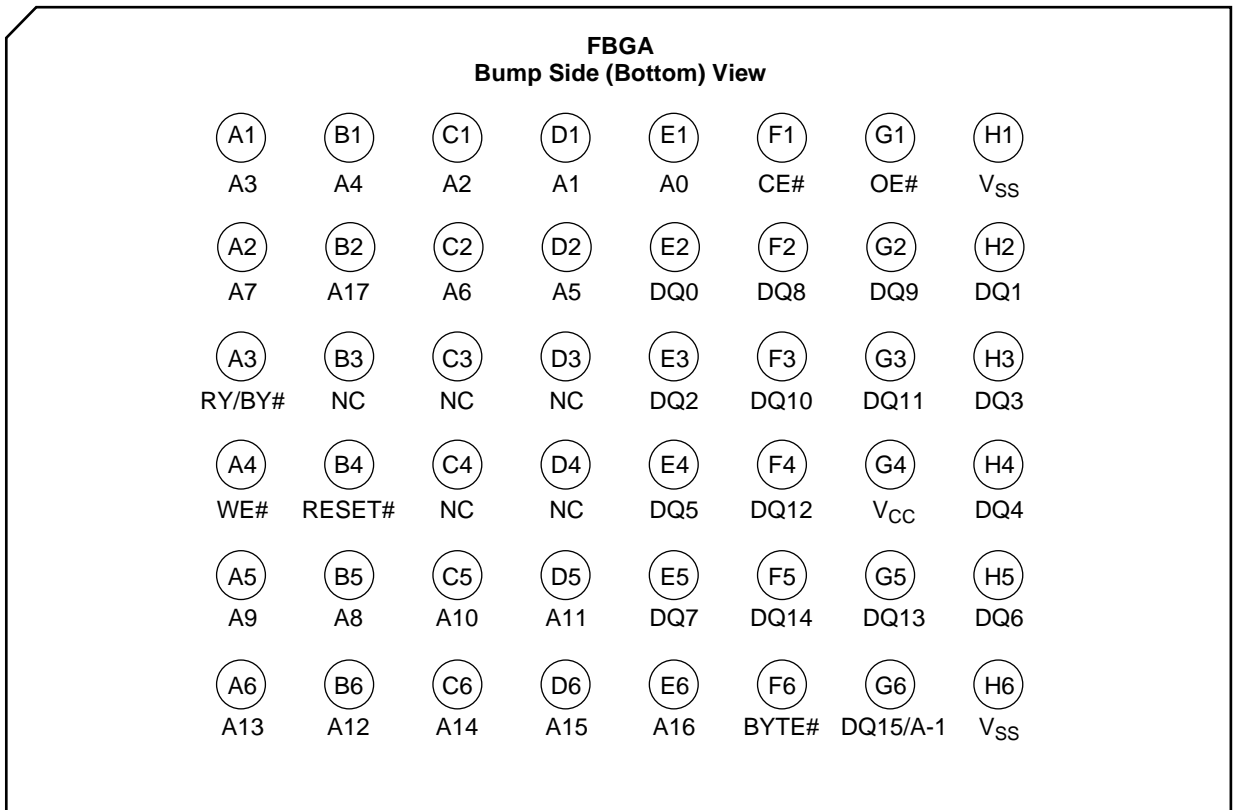 FBGA
Bump Side (Bottom) View
A1 B1 C1 D1 E1 F1 G1 H1
A3 A4 A2 A1 A0 CE# OE# VSS
A2 B2 C2 D2 E2 F2 G2 H2
A7 A17 A6 A5 DQ0 DQ8 DQ9 DQ1
A3 B3 C3 D3 E3 F3 G3 H3
RY/BY# NC NC NC DQ2 DQ10 DQ11 DQ3
A4 B4 C4 D4 E4 F4 G4 H4
WE# RESET# NC NC DQ5 DQ12 VCC DQ4
A5 B5 C5 D5 E5 F5 G5 H5
A9 A8 A10 A11 DQ7 DQ14 DQ13 DQ6
A6 B6 C6 D6 E6 F6 G6 H6
A13 A12 A14 A15 A16 BYTE# DQ15/A-1 VSS